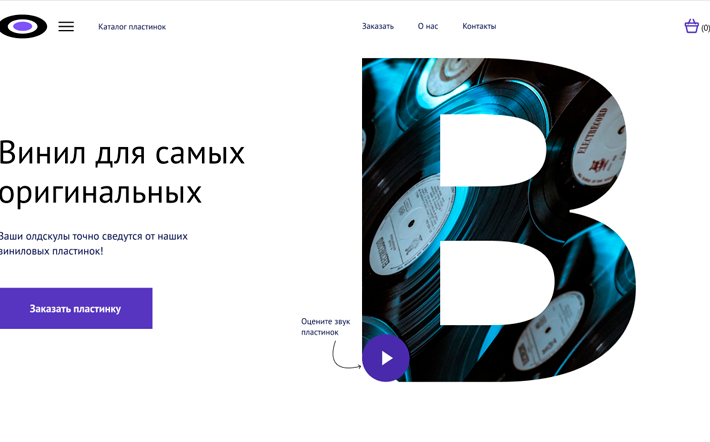 Каталог пластинок
Заказать
О нас
Контакты
(0)
Винил для самых
оригинальных
Ваши олдскулы точно сведутся от наших
виниловых пластинок!
Заказать пластинку
Оцените звук
пластинок
B
ELECTRECORD